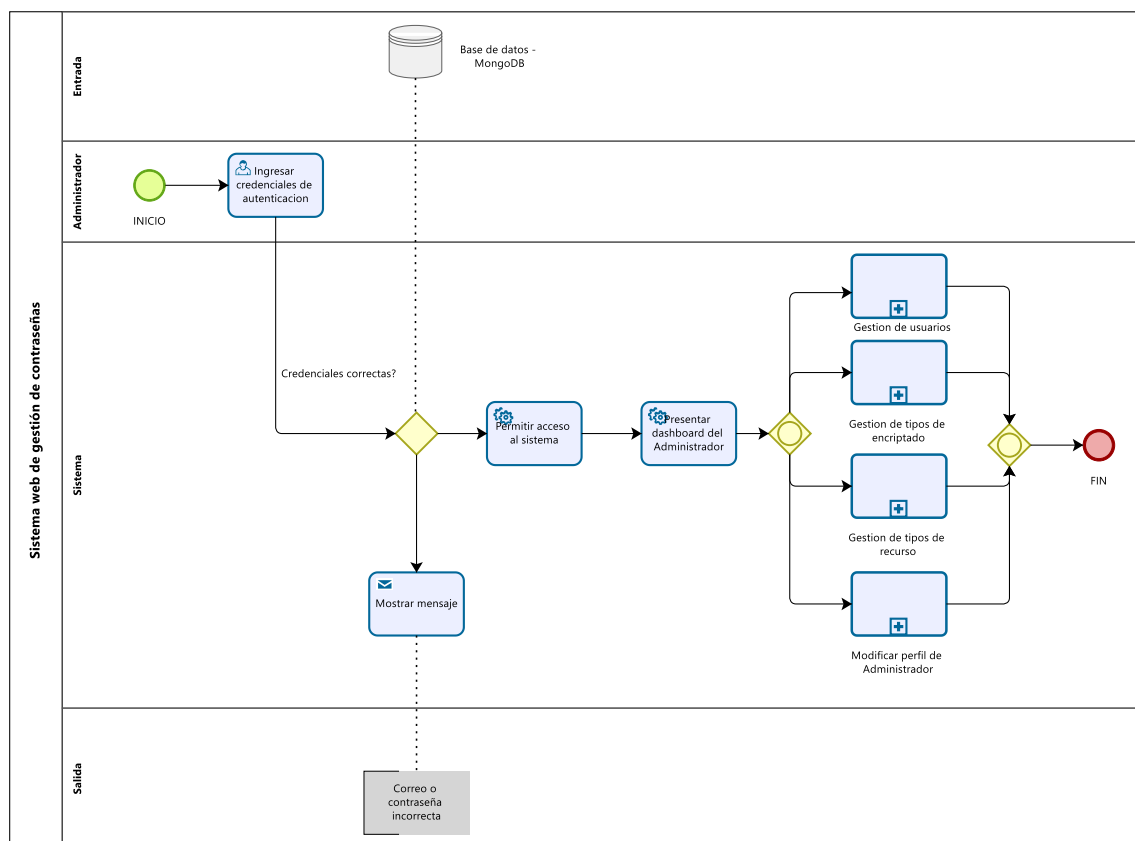 Sistema web de gestión de contraseñas
Entrada
Base de datos -
MongoDB
Administrador
INICIO
Ingresar
credenciales de
autenticacion
Sistema
Credenciales correctas?
Permitir acceso
al sistema
Presentar
dashboard del
Administrador
Gestion de usuarios
Gestion de tipos de
encriptado
Gestion de tipos de
recurso
Modificar perfil de
Administrador
FIN
Mostrar mensaje
Salida
Correo o
contraseña
incorrecta